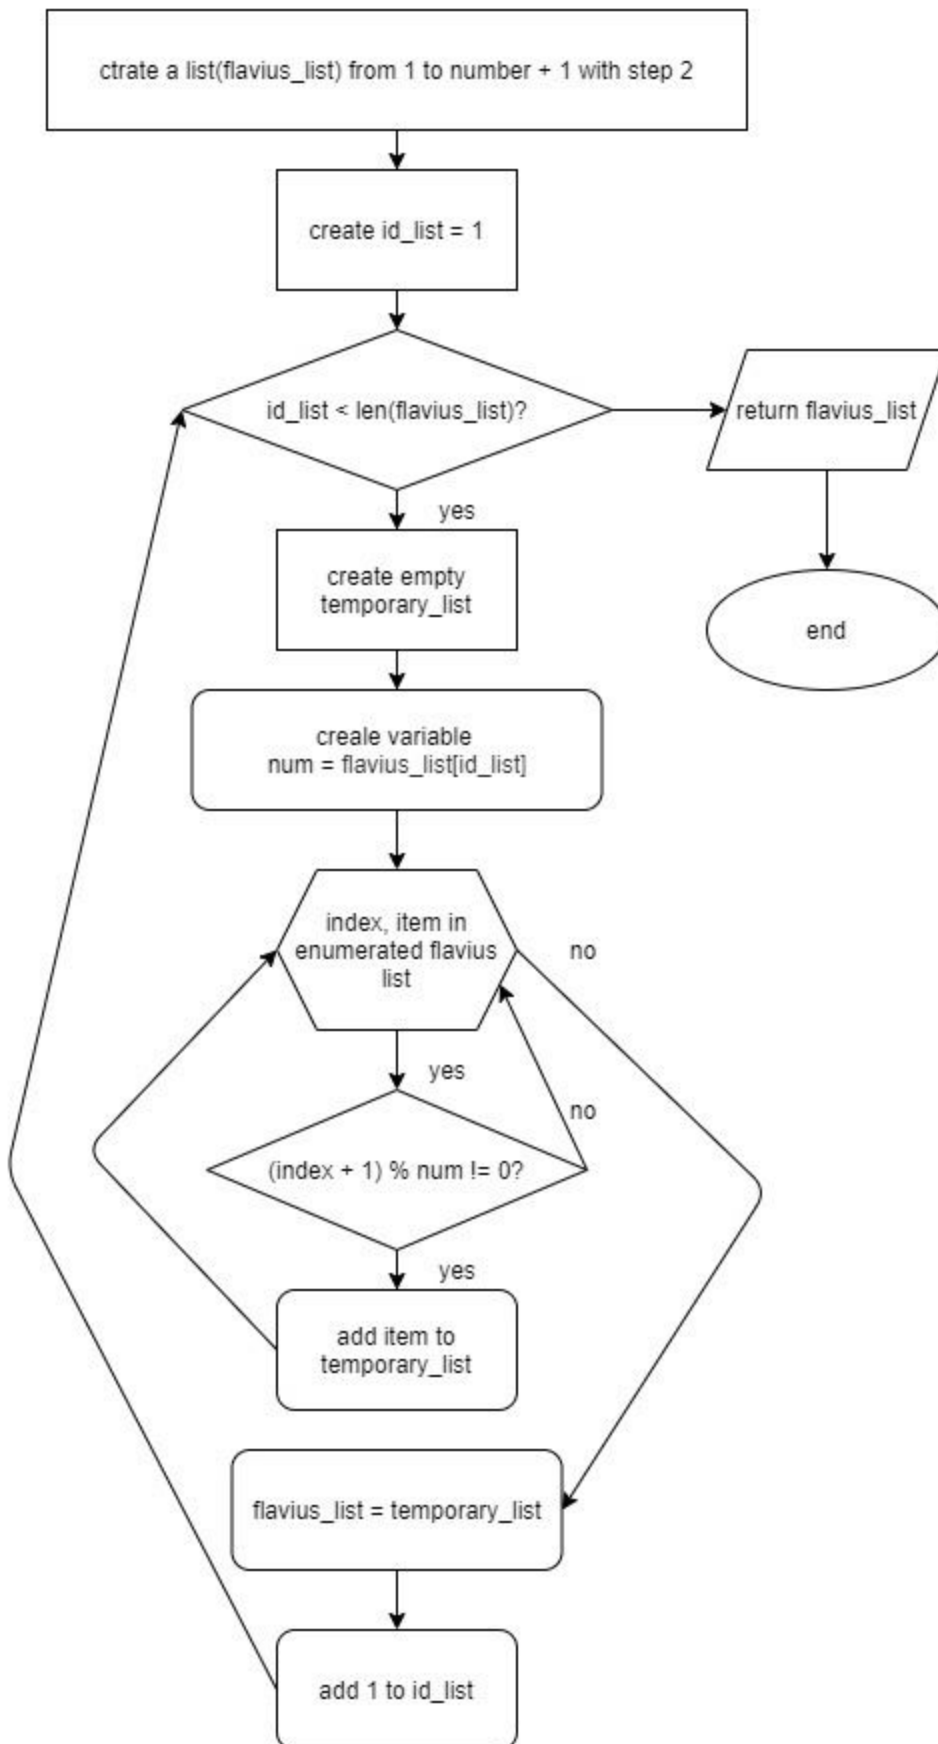 ctrate a list(flavius_list) from 1 to number + 1 with step 2
create id_list = 1
id_list < len(flavius_list)?
return flavius_list
yes
create empty
temporary_list
end
creale variable
num = flavius_list[id_list]
index, item in
enumerated flavius
list
no
yes
no
(index + 1) % num != 0?
yes
add item to
temporary_list
flavius_list = temporary_list
add 1 to id_list